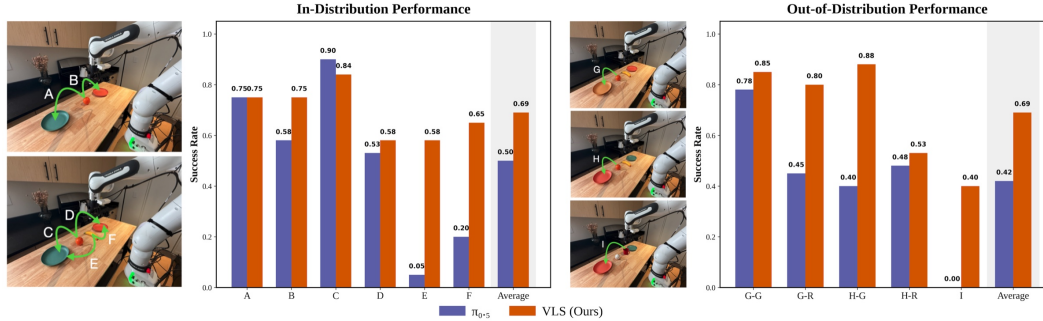 In-Distribution Performance
Out-of-Distribution Performance
A
B
C
D
E
F
Success Rate
1.0
0.8
0.6
0.4
0.2
0.0
0.75 0.75
0.58 0.75
0.90 0.84
0.53 0.58
0.05 0.58
0.20 0.65
0.50 0.69
A B C D E F Average
G
H
I
Success Rate
1.0
0.8
0.6
0.4
0.2
0.0
0.78 0.85
0.45 0.80
0.40 0.88
0.48 0.53
0.00 0.40
0.42 0.69
G-G G-R H-G H-R I Average
π0.5 VLS (Ours)